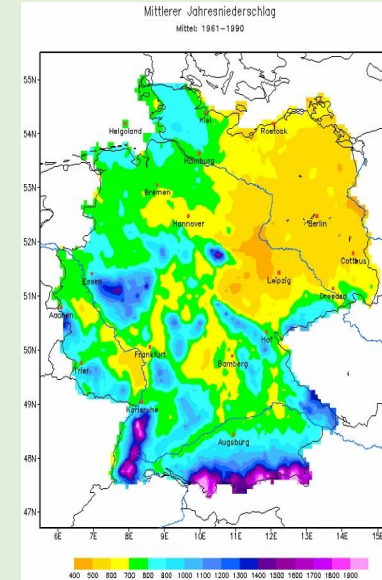 Mittlerer Jahresniederschlag
Mittel: 1961-1990
55N
Helgoland
Kiel
Rostock
54N
Hamburg
53N
Bremen
Hannover
Berlin
52N
Cottbus
Essen
Leipzig
51N
Dresden
Aachen
Hof
50N
Frankfurt
Trier
Bamberg
49N
Karlsruhe
Augsburg
48N
47N
6E 7E 8E 9E 10E 11E 12E 13E 14E 15E
400 500 600 700 800 900 1000 1100 1200 1300 1400 1500 1600 1700 1800 1900